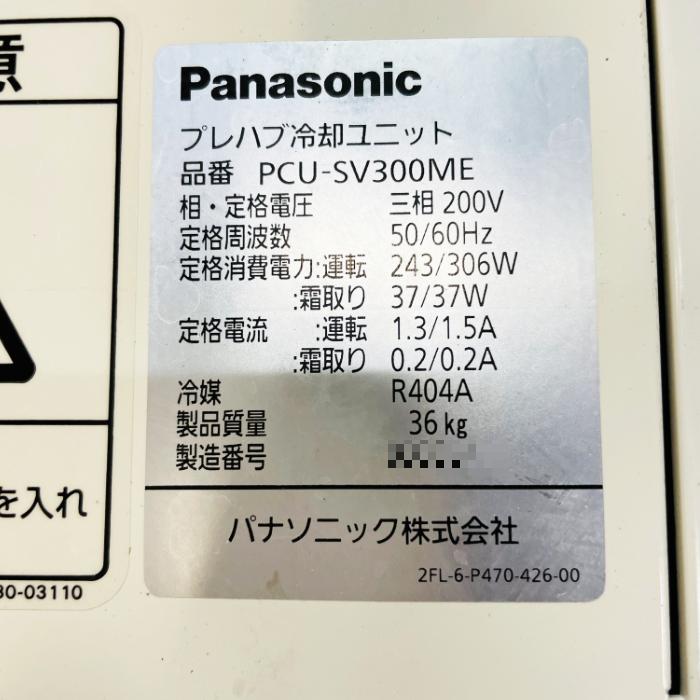 意
を入れ
30-03110
Panasonic
プレハブ冷却ユニット
品番 PCU-SV300ME
相・定格電圧 三相 200V
定格周波数 50/60Hz
定格消費電力:運転 243/306W
:霜取り 37/37W
定格電流 :運転 1.3/1.5A
:霜取り 0.2/0.2A
冷媒 R404A
製品質量 36kg
製造番号
パナソニック株式会社
2FL-6-P470-426-00